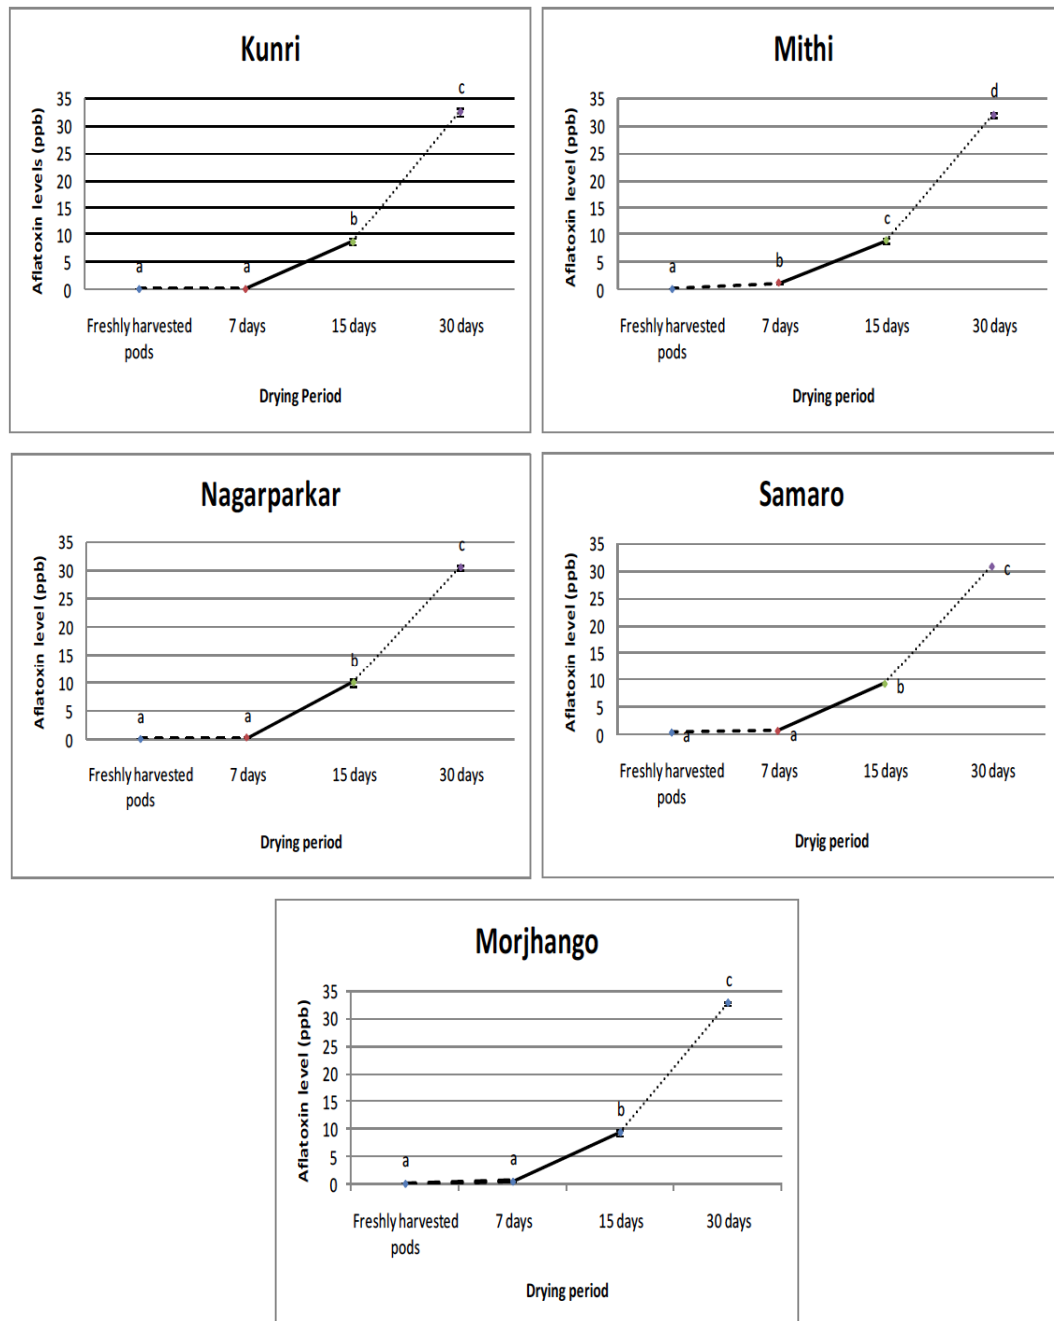 Kunri
Aflatoxin levels (ppb)
35
30
25
20
15
10
5
0
a
a
b
c
Freshly harvested pods
7 days
15 days
30 days
Drying Period
Mithi
Aflatoxin level (ppb)
35
30
25
20
15
10
5
0
a
b
c
d
Freshly harvested
pods
7 days
15 days
30 days
Drying period
Nagarparkar
Aflatoxin level (ppb)
35
30
25
20
15
10
5
0
a
a
b
c
Freshly harvested
pods
7 days
15 days
30 days
Drying period
Samaro
Aflatoxin level (ppb)
35
30
25
20
15
10
5
0
a
a
b
c
Freshly harvested
pods
7 days
15 days
30 days
Dryig period
Morjhango
Aflatoxin level (ppb)
35
30
25
20
15
10
5
0
a
a
b
c
Freshly harvested
pods
7 days
15 days
30 days
Drying period